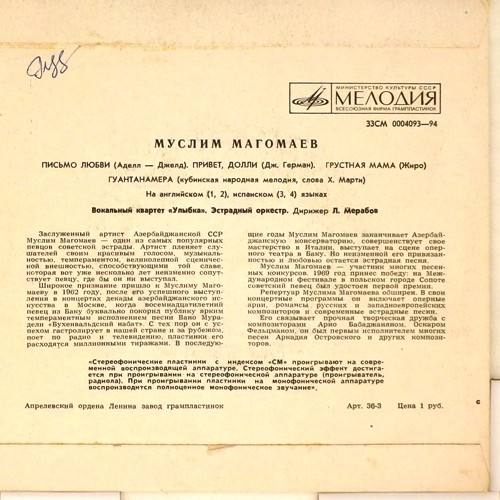 МИНИСТЕРСТВО КУЛЬТУРЫ СССР
МЕЛОДИЯ
ВСЕСОЮЗНАЯ ФИРМА ГРАМПЛАСТИНОК
33СМ 0004093—94
МУСЛИМ МАГОМАЕВ
ПИСЬМО ЛЮБВИ (Аделл — Джелд). ПРИВЕТ, ДОЛЛИ (Дж. Герман). ГРУСТНАЯ МАМА (Жиро)
ГУАНТАНАМЕРА (кубинская народная мелодия, слова Х. Марти)
На английском (1, 2), испанском (3, 4) языках
Вокальный квартет «Улыбка». Эстрадный оркестр. Дирижер Л. Мерабов
Заслуженный артист Азербайджанской ССР
Муслим Магомаев — один из самых популярных
певцов советской эстрады. Артист пленяет слу-
шателей своим красивым голосом, музыкаль-
ностью, темпераментом, великолепной сцениче-
ской внешностью, способствующими той славе,
которая вот уже несколько лет неизменно сопут-
ствует певцу, где бы он ни выступал.
Широкое признание пришло к Муслиму Маго-
маеву в 1962 году, после его успешного высту-
пления в концертах декады азербайджанского ис-
кусства в Москве, когда восемнадцатилетний
певец из Баку буквально покорил публику ярким
темпераментным исполнением песни Вано Мура-
дели «Бухенвальдский набат». С тех пор он с ус-
пехом гастролирует в нашей стране и за рубежом,
поет по радио и телевидению, пластинки его
расходятся миллионными тиражами. В последую-
щие годы Муслим Магомаев заканчивает Азербай-
джанскую консерваторию, совершенствует свое
мастерство в Италии, выступает на сцене опер-
ного театра в Баку. Но неизменной его привязан-
ностью и любовью остается эстрадная песня.
Муслим Магомаев — участник многих песен-
ных конкурсов. 1969 год принес победу: на Меж-
дународном фестивале в польском городе Сопоте
советский певец был удостоен первой премии.
Репертуар Муслима Магомаева обширен. В свои
концертные программы он включает оперные
арии, романсы русских и западноевропейских
композиторов и современные эстрадные песни.
Его связывает прочная творческая дружба с
композиторами Арно Бабаджаняном, Оскаром
Фельцманом, он был первым исполнителем многих
песен Аркадия Островского и других компо-
зиторов.
«Стереофонические пластинки с индексом «СМ» проигрывают на совре-
менной воспроизводящей аппаратуре. Стереофонический эффект достига-
ется при проигрывании на стереофонической аппаратуре (проигрыватель,
радиола). При проигрывании пластинки на монофонической аппаратуре
воспроизводится полноценное монофоническое звучание».
Апрелевский ордена Ленина завод грампластинок Арт. 36-3 Цена 1 руб.